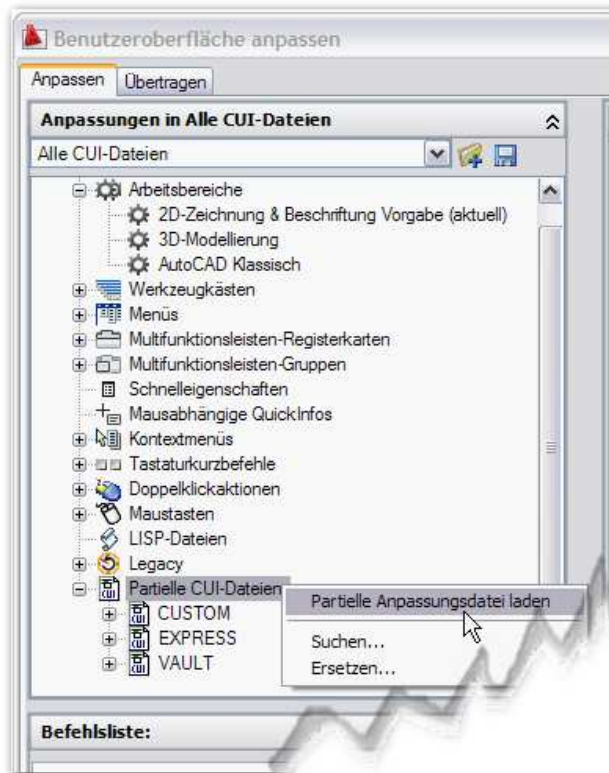 Benutzeroberfläche anpassen
Anpassen
Übertragen
Anpassungen in Alle CUI-Dateien
Alle CUI-Dateien
Arbeitsbereiche
2D-Zeichnung & Beschriftung Vorgabe (aktuell)
3D-Modellierung
AutoCAD Klassisch
Werkzeugkästen
Menüs
Multifunktionsleisten-Registerkarten
Multifunktionsleisten-Gruppen
Schnelleigenschaften
Mausabhängige QuickInfos
Kontextmenüs
Tastaturkurzbefehle
Doppelklickaktionen
Maustasten
LISP-Dateien
Legacy
Partielle CUI-Dateien
Partielle Anpassungsdatei laden
CUSTOM
EXPRESS
Suchen...
VAULT
Ersetzen...
Befehlsliste: